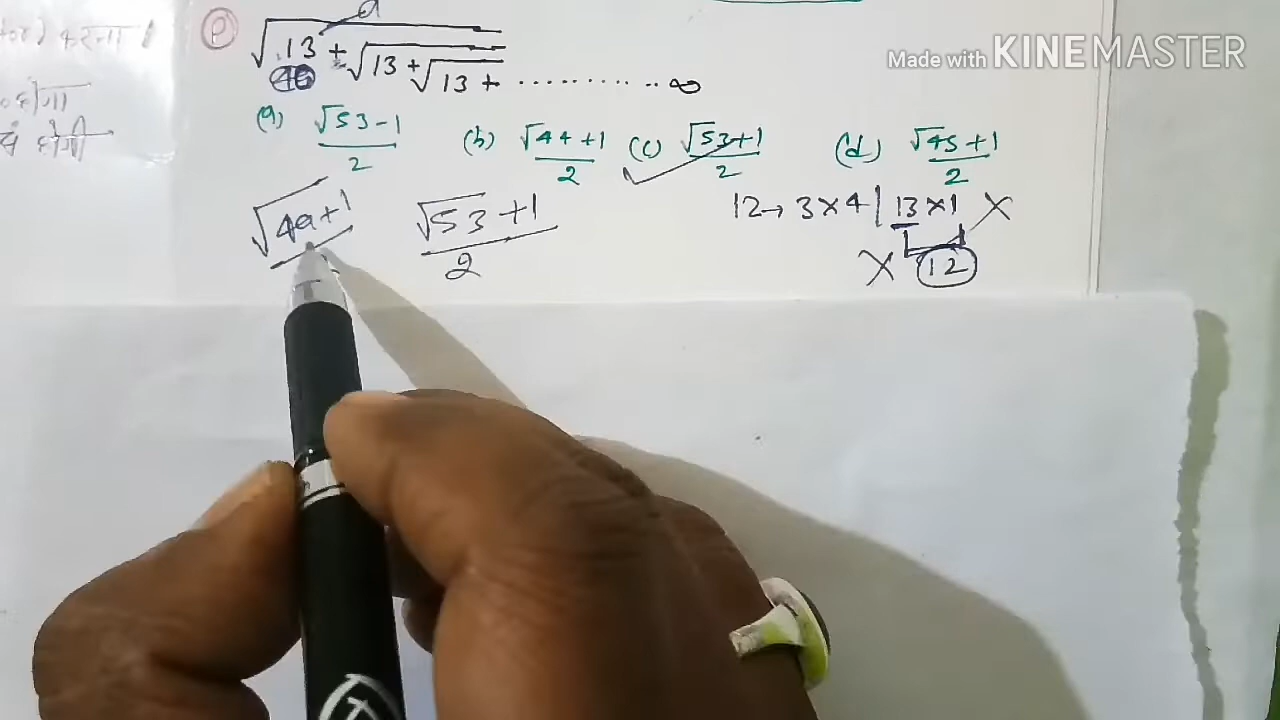 a
(P) √13 + √13 + √13 + ........... ∞
(a) √53 - 1 / 2 (b) √44 + 1 / 2 (c) √53 + 1 / 2 (d) √45 + 1 / 2
√4a + 1 √53 + 1 / 2 12 → 3 × 4 | 13 × 1 X
X 12
Made with KINEMASTER
करना।